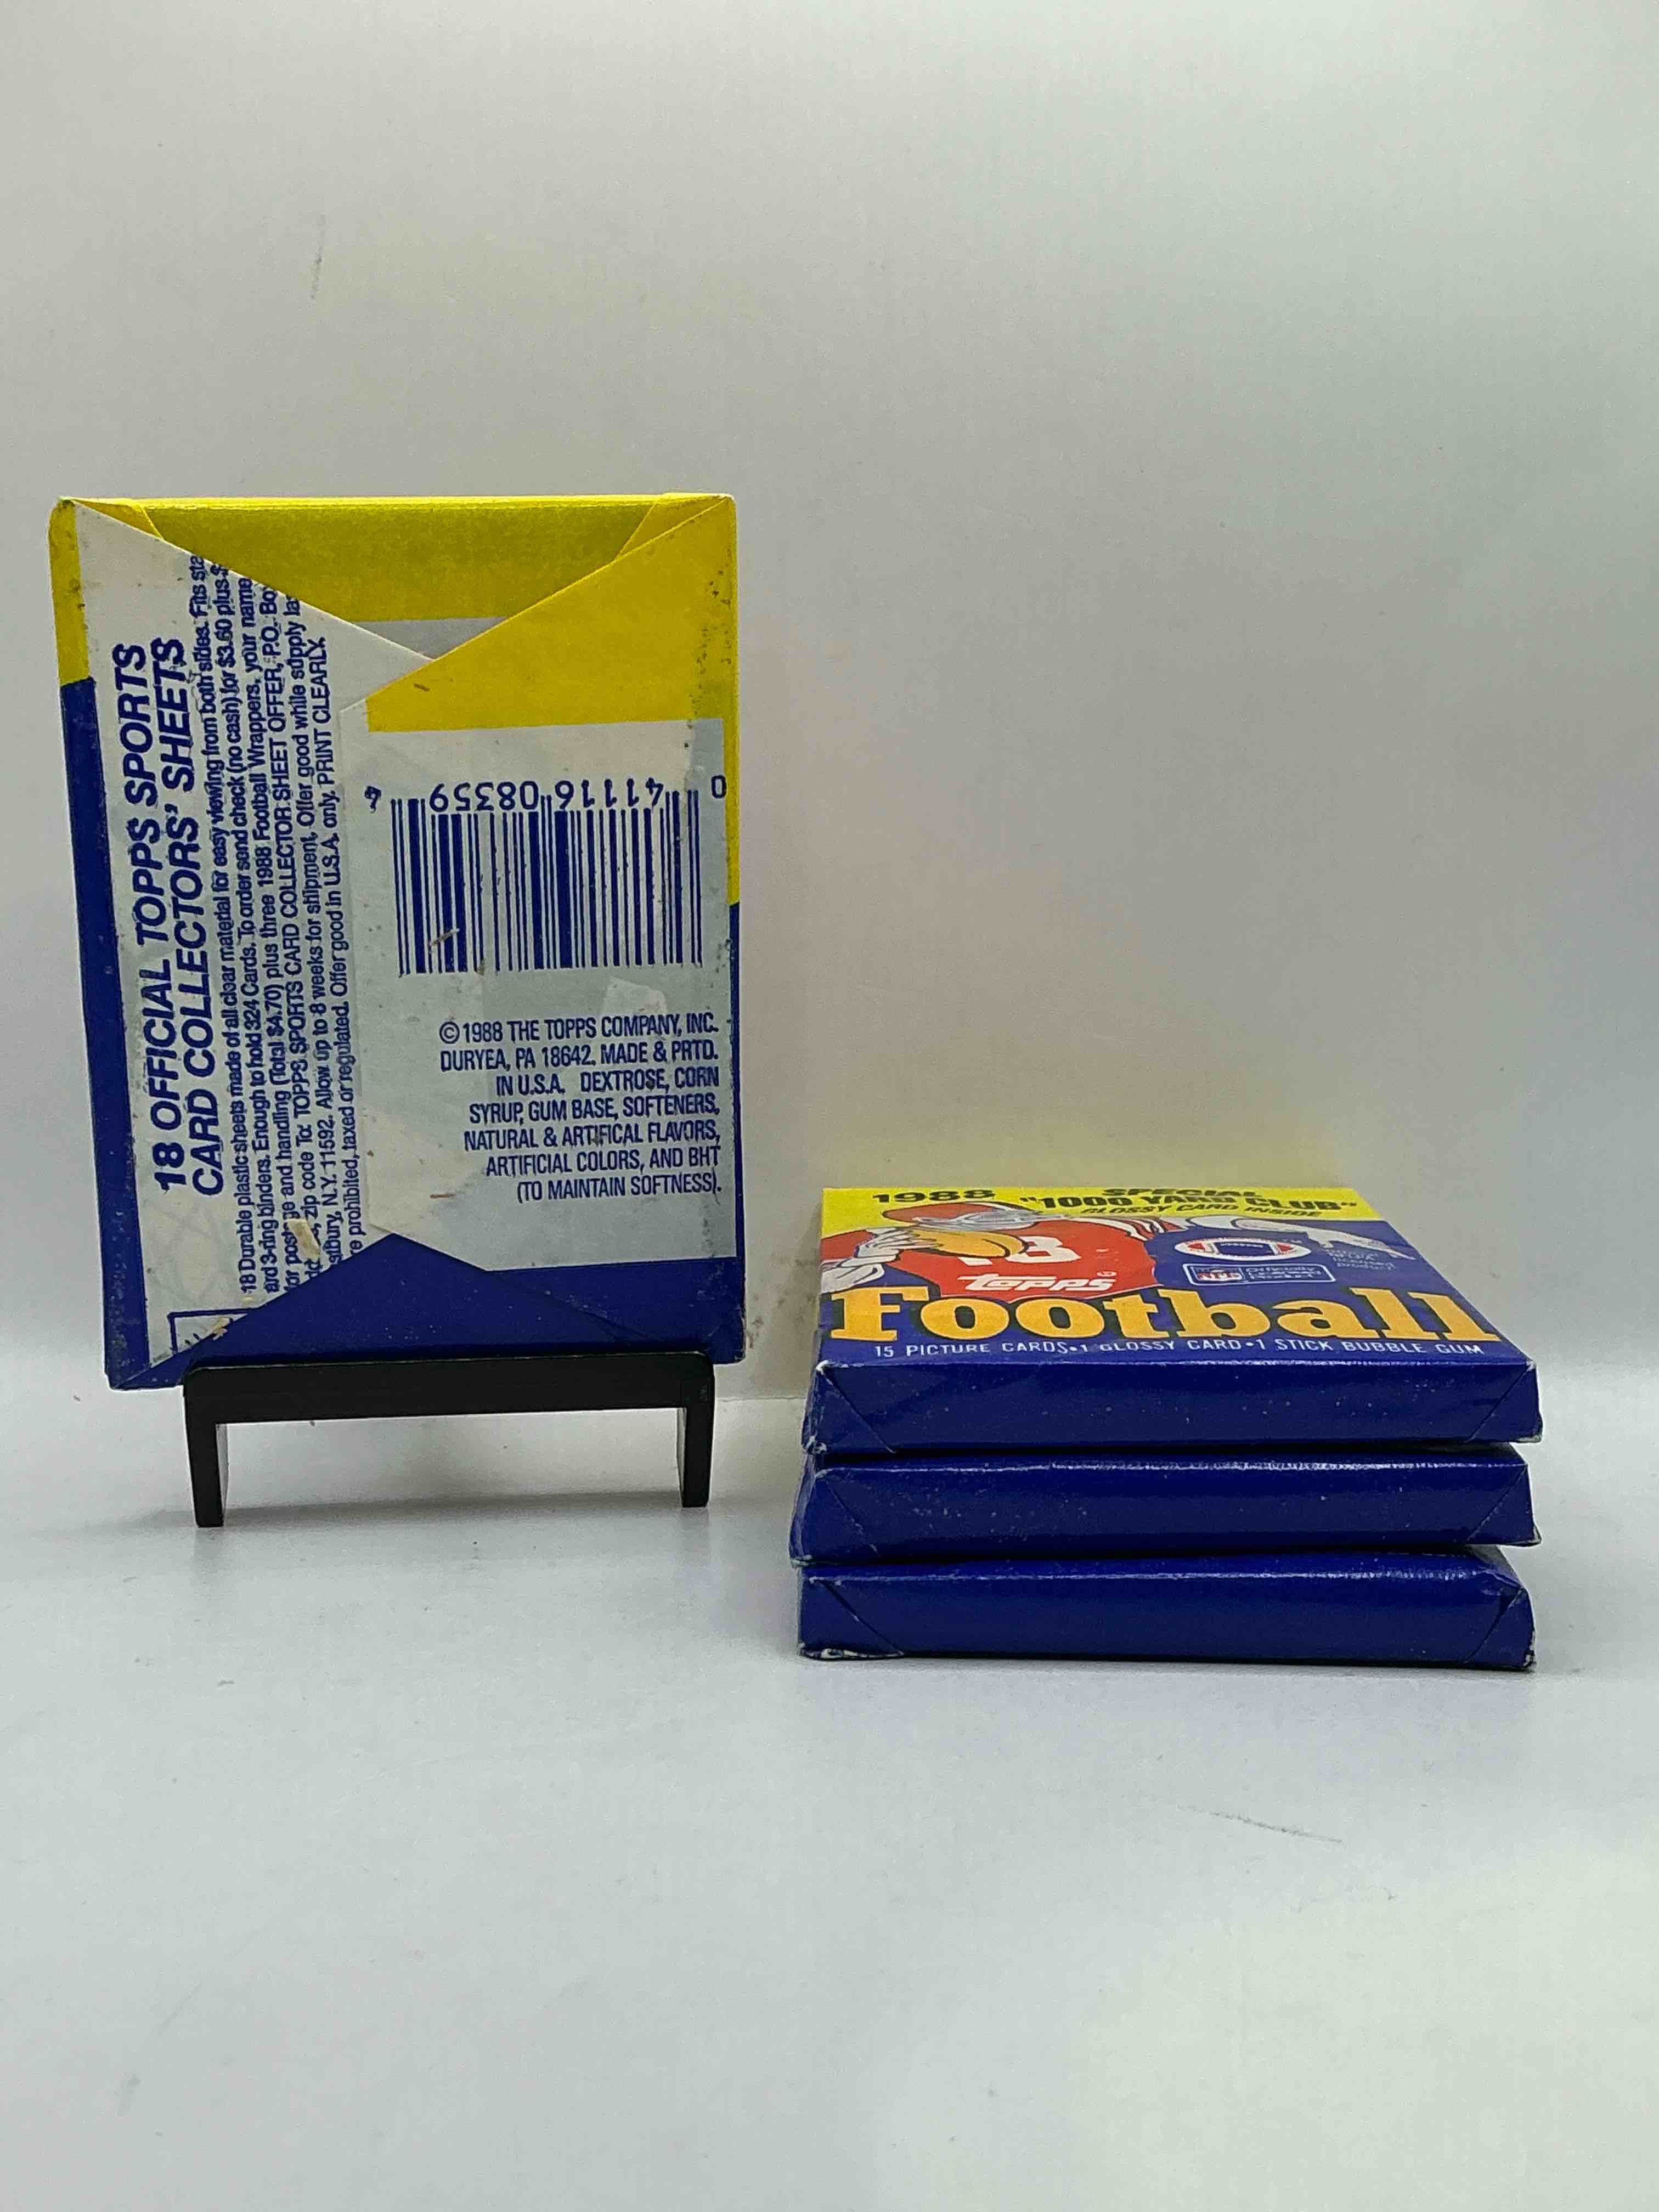 18 OFFICIAL TOPPS SPORTS
CARD COLLECTORS' SHEETS
18 Durable plastic sheets made of all clear material for easy viewing from both sides. Fits
3-ring binders. Enough to hold 324 Cards. To order send check (no cash) for $3.60 plus
for and handling (Total $4.70) plus three 1988 Football Wrappers, your name
zip code To: TOPPS SPORTS CARD COLLECTOR SHEET OFFER, P.O.
N.Y. 11592. Allow up to 8 weeks for shipment. Offer good while supply
prohibited, taxed or regulated. Offer good in U.S.A. only. PRINT CLEARLY.
0 41116 08359 4
©1988 THE TOPPS COMPANY, INC.
DURYEA, PA 18642. MADE & PRTD.
IN U.S.A. DEXTROSE, CORN
SYRUP, GUM BASE, SOFTENERS,
NATURAL & ARTIFICAL FLAVORS,
ARTIFICIAL COLORS, AND BHT
(TO MAINTAIN SOFTNESS).
1988
SPECIAL
"1000 YARD CLUB"
GLOSSY CARD INSIDE
13
Topps®
NFL
Football
15 PICTURE CARDS•1 GLOSSY CARD•1 STICK BUBBLE GUM